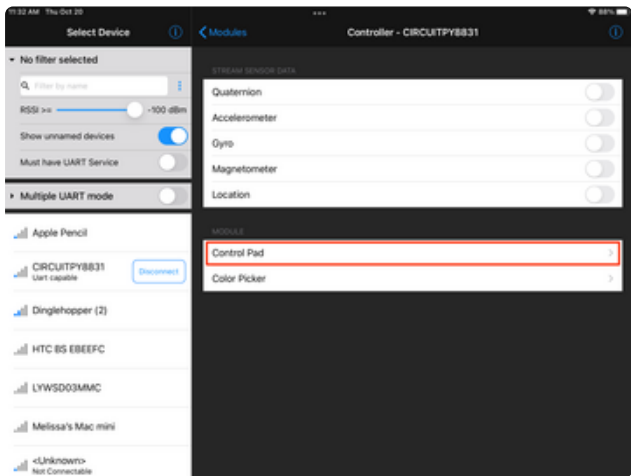 11:32 AM Thu Oct 20
88%
Select Device
Modules
Controller - CIRCUITPY8831
No filter selected
Filter by name
RSSI >=
-100 dBm
Show unnamed devices
Must have UART Service
Multiple UART mode
Apple Pencil
CIRCUITPY8831
Uart capable
Disconnect
Dinglehopper (2)
HTC BS EBEEFC
LYWSD03MMC
Melissa's Mac mini
<Unknown>
Not Connectable
STREAM SENSOR DATA
Quaternion
Accelerometer
Gyro
Magnetometer
Location
MODULE
Control Pad
Color Picker